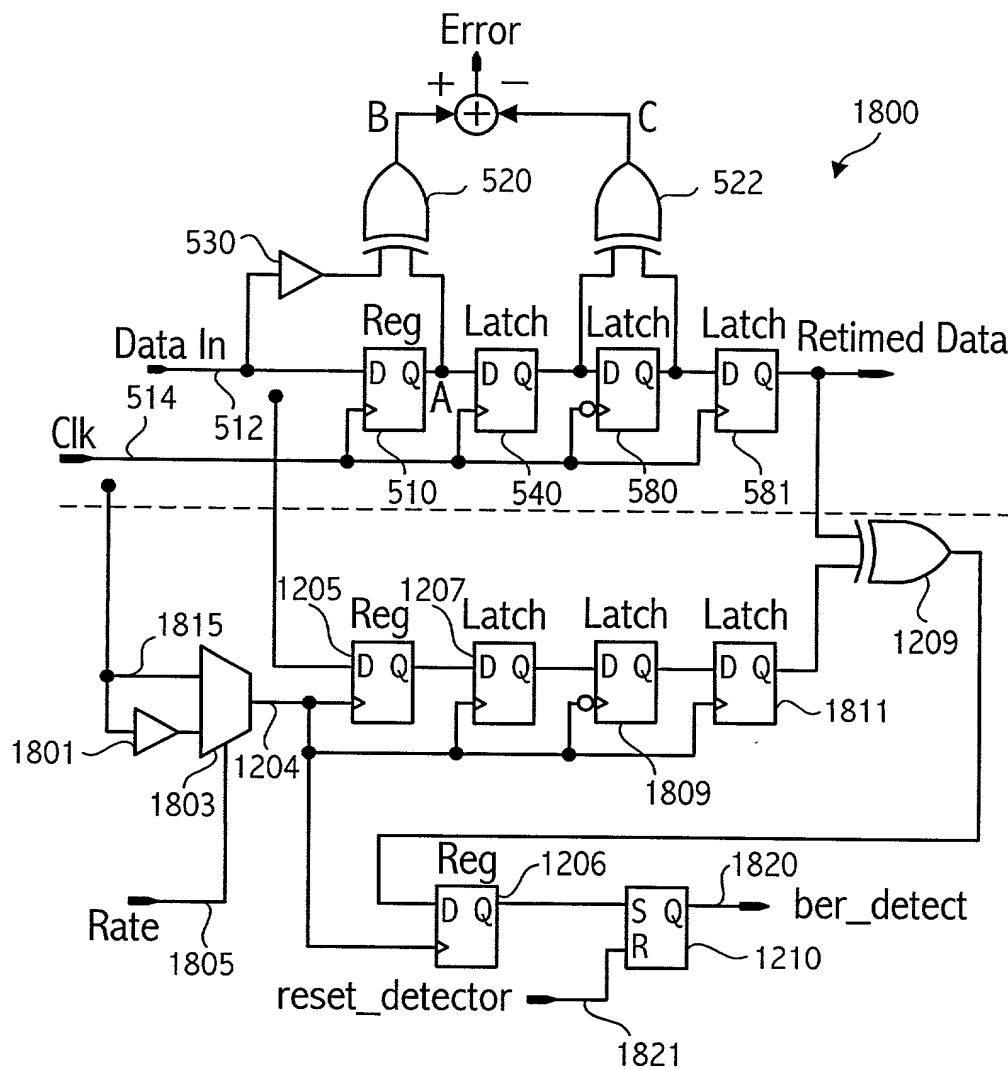 Error
+ −
B
C
1800
520
522
530
Reg Latch Latch Latch
Data In
Retimed Data
D Q
D Q
D Q
D Q
A
514
512
Clk
510
540
580
581
1205
1207
Reg Latch Latch
1209
1815
D Q
D Q
D Q
D Q
1811
1801
1204
1803
1809
Reg
1206
1820
D Q
S Q
R
ber_detect
Rate
1805
1210
reset_detector
1821